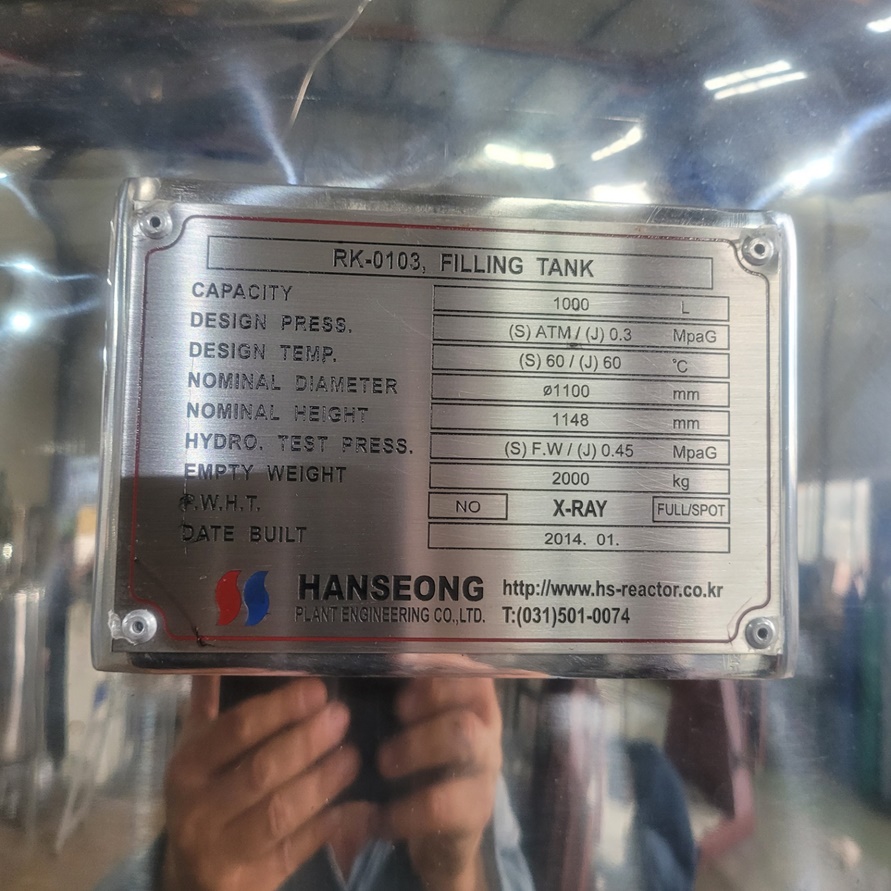 RK-0103, FILLING TANK
CAPACITY 1000 L
DESIGN PRESS. (S) ATM / (J) 0.3 MpaG
DESIGN TEMP. (S) 60 / (J) 60 °C
NOMINAL DIAMETER ø1100 mm
NOMINAL HEIGHT 1148 mm
HYDRO. TEST PRESS. (S) F.W / (J) 0.45 MpaG
EMPTY WEIGHT 2000 kg
P.W.H.T. NO X-RAY FULL/SPOT
DATE BUILT 2014. 01.
HANSEONG http://www.hs-reactor.co.kr
PLANT ENGINEERING CO.,LTD. T:(031)501-0074